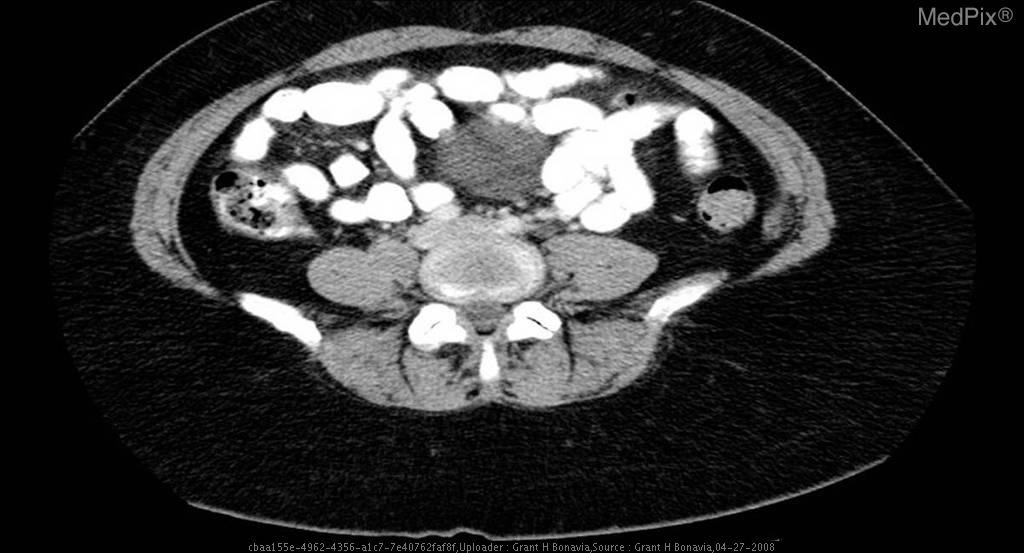 MedPix®
cbaa155e-4962-4356-a1c7-7e40762faf8f,Uploader : Grant H Bonavia,Source : Grant H Bonavia,04-27-2008